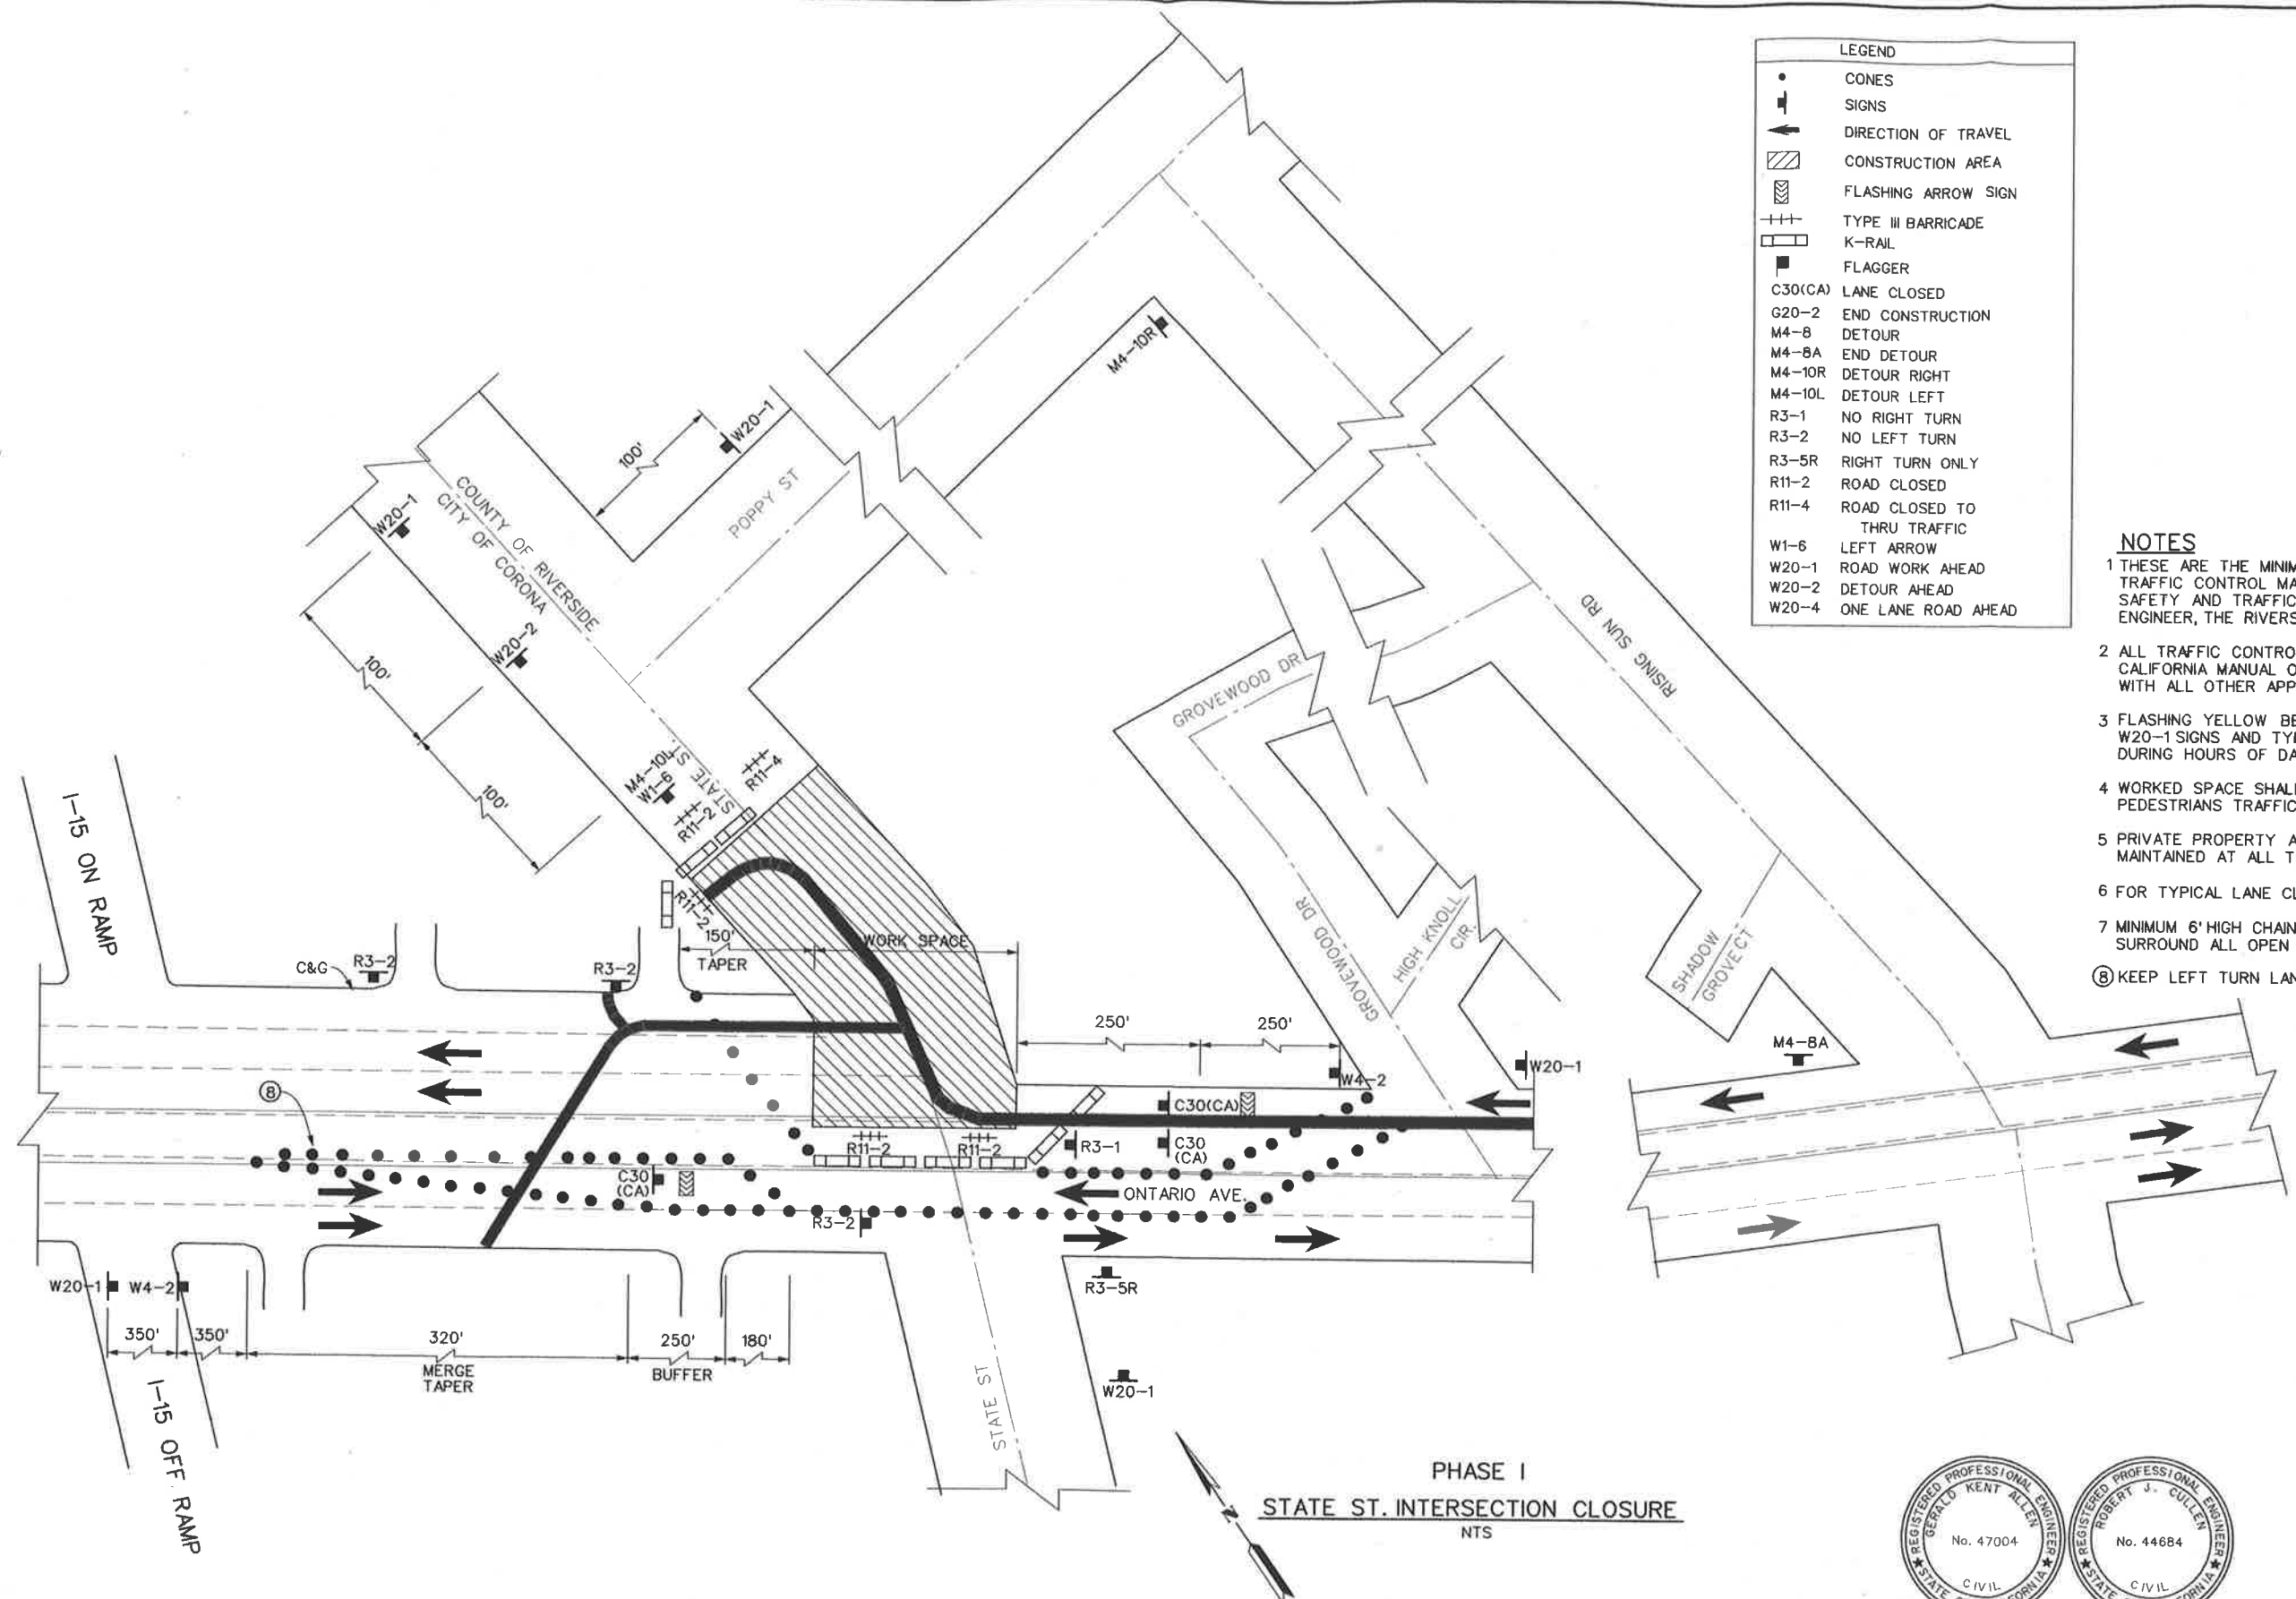 LEGEND
CONES
SIGNS
DIRECTION OF TRAVEL
CONSTRUCTION AREA
FLASHING ARROW SIGN
TYPE III BARRICADE
K-RAIL
FLAGGER
C30(CA) LANE CLOSED
G20-2 END CONSTRUCTION
M4-8 DETOUR
M4-8A END DETOUR
M4-10R DETOUR RIGHT
M4-10L DETOUR LEFT
R3-1 NO RIGHT TURN
R3-2 NO LEFT TURN
R3-5R RIGHT TURN ONLY
R11-2 ROAD CLOSED
R11-4 ROAD CLOSED TO
THRU TRAFFIC
W1-6 LEFT ARROW
W20-1 ROAD WORK AHEAD
W20-2 DETOUR AHEAD
W20-4 ONE LANE ROAD AHEAD
NOTES
1 THESE ARE THE MINIM
TRAFFIC CONTROL MA
SAFETY AND TRAFFIC
ENGINEER, THE RIVERS
2 ALL TRAFFIC CONTRO
CALIFORNIA MANUAL O
WITH ALL OTHER APP
3 FLASHING YELLOW BE
W20-1 SIGNS AND TY
DURING HOURS OF DA
4 WORKED SPACE SHAL
PEDESTRIANS TRAFFIC
5 PRIVATE PROPERTY A
MAINTAINED AT ALL T
6 FOR TYPICAL LANE CL
7 MINIMUM 6' HIGH CHAIN
SURROUND ALL OPEN
8 KEEP LEFT TURN LAN
M4-10R
W20-1
100'
POPPY ST
W20-1
COUNTY OF RIVERSIDE
CITY OF CORONA
W20-2
100'
100'
M4-10L
W1-6
STATE ST.
R11-4
R11-2
R11-2
GROVEWOOD DR
RISING SUN RD
GROVEWOOD DR
GROVEWOOD
HIGH KNOLL
CIR.
SHADOW
GROVECT
I-15 ON RAMP
C&G
R3-2
R3-2
150'
TAPER
WORK SPACE
250'
250'
W4-2
W20-1
M4-8A
8
C30(CA)
C30
(CA)
R3-1
R11-2
R11-2
C30
(CA)
ONTARIO AVE.
R3-2
R3-5R
W20-1
W20-1
W4-2
350'
350'
320'
MERGE
TAPER
250'
BUFFER
180'
I-15 OFF RAMP
STATE ST
N
PHASE I
STATE ST. INTERSECTION CLOSURE
NTS
REGISTERED PROFESSIONAL ENGINEER
GERALD KENT ALLEN
No. 47004
CIVIL
REGISTERED PROFESSIONAL ENGINEER
ROBERT J. CULLEN
No. 44684
CIVIL